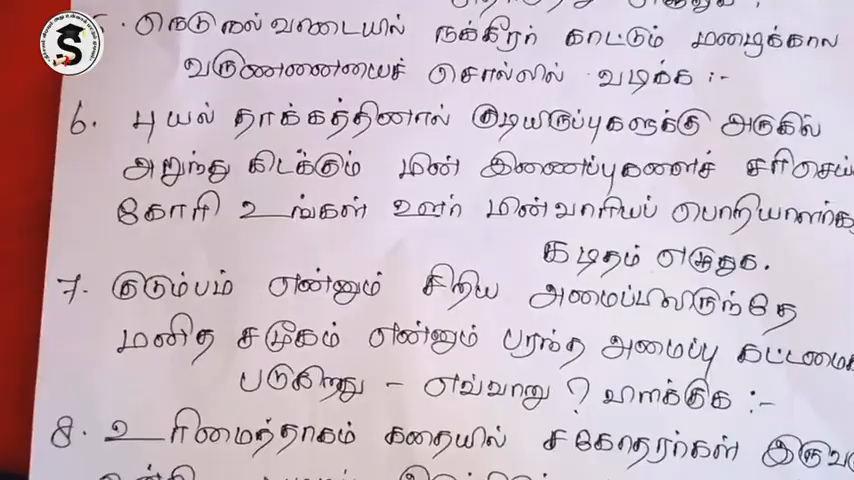 நெடுநல்வாடையில் நக்கீரர் காட்டும் மழைக்கால
வருணணையைச் சொல்லில் வடிக்க :-
6. புயல் தாக்கத்தினால் குடியிருப்புகளுக்கு அருகில்
அறுந்து கிடக்கும் மின் இணைப்புகளைச் சரிசெய்
கோரி உங்கள் ஊர் மின்வாரியப் பொறியாளர்க
கடிதம் எழுதுக.
7. குடும்பம் என்னும் சிறிய அமைப்பிலிருந்தே
மனித சமூகம் என்னும் பரந்த அமைப்பு கட்டமைக
படுகிறது - எவ்வாறு? விளக்குக :-
8. உரிமைத்தாகம் கதையில் சகோதரர்கள் இருவ